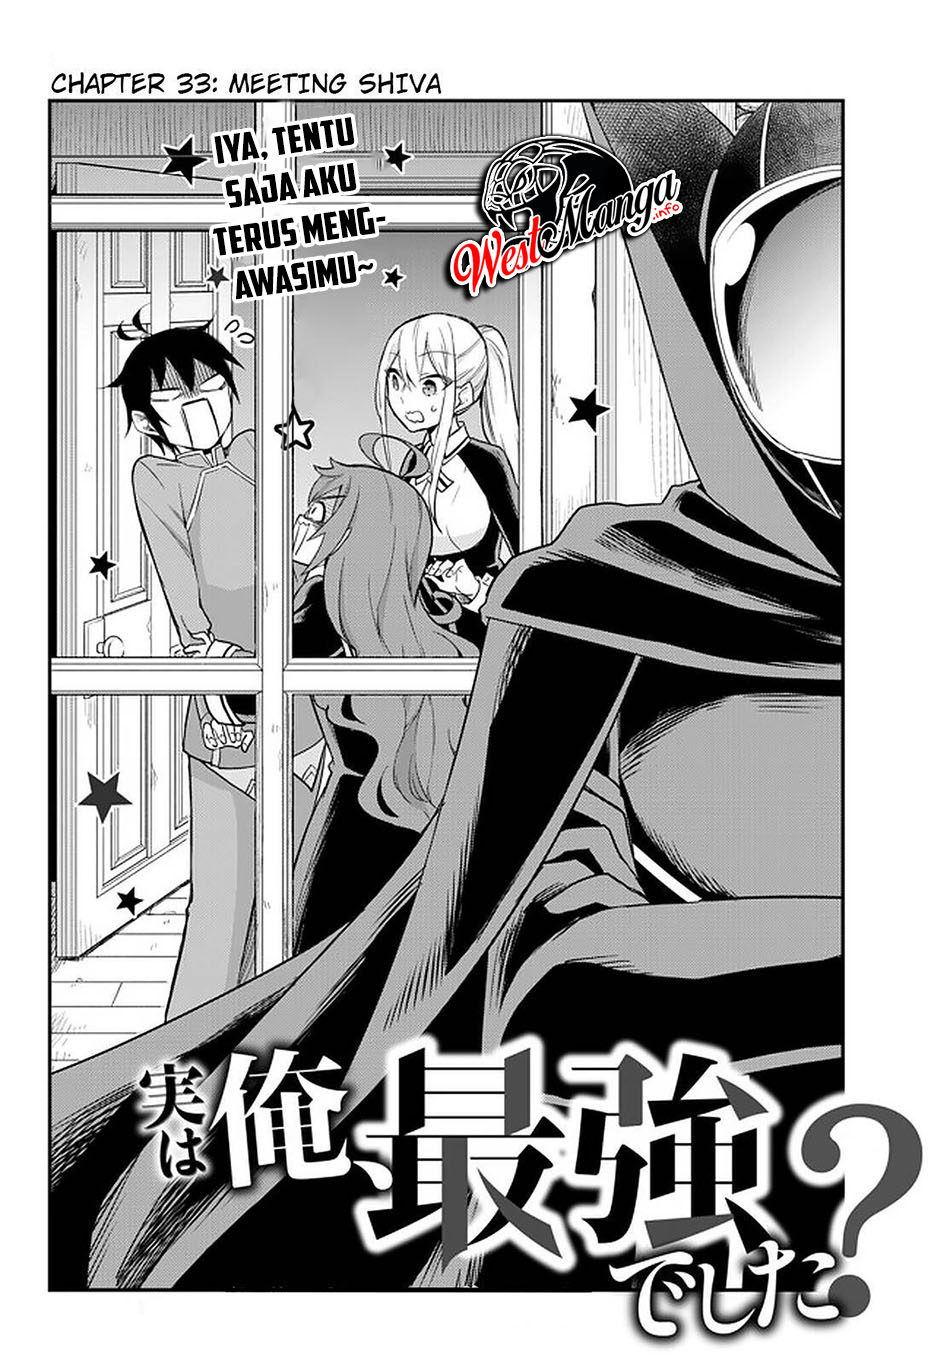 CHAPTER 33: MEETING SHIVA
IYA, TENTU
SAJA AKU
TERUS MENG-
AWASIMU~
WestManga
.info
実は
俺、最強
でした?